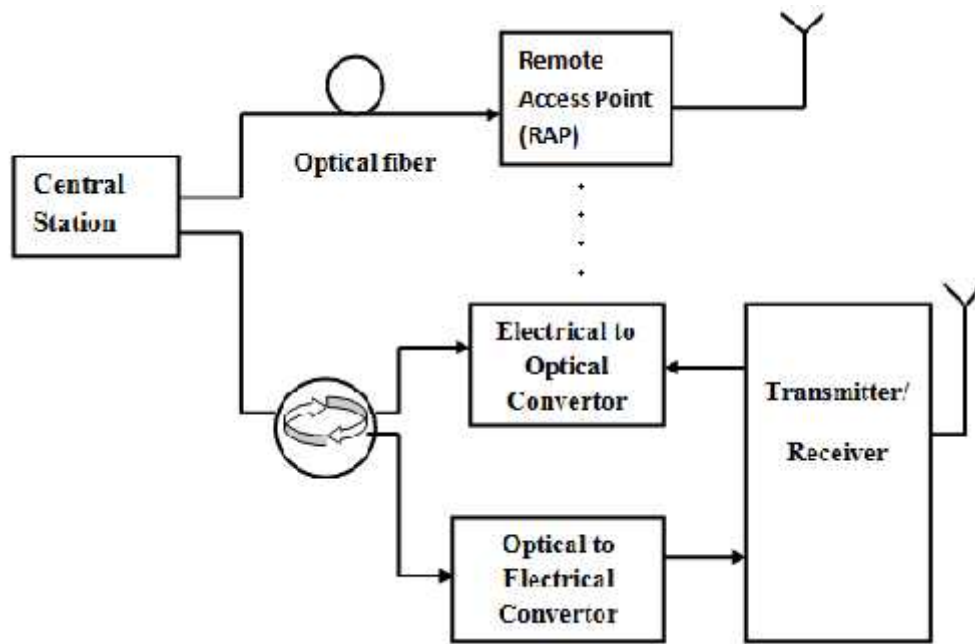 Remote
Access Point
(RAP)
Optical fiber
Central
Station
Electrical to
Optical
Convertor
Transmitter/
Receiver
Optical to
Electrical
Convertor